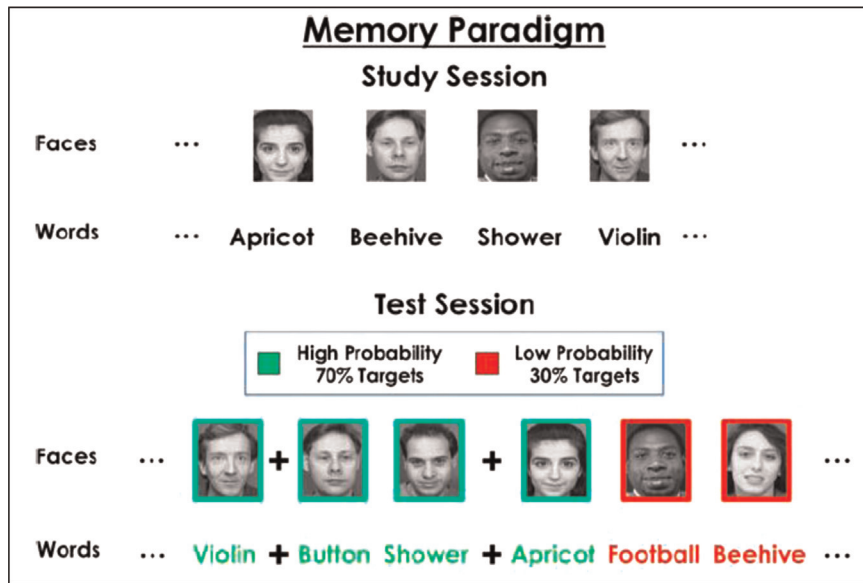 Memory Paradigm
Study Session
Faces ... ...
Words ... Apricot Beehive Shower Violin ...
Test Session
High Probability Low Probability
70% Targets 30% Targets
Faces ... + + ...
Words ... Violin + Button Shower + Apricot Football Beehive ...